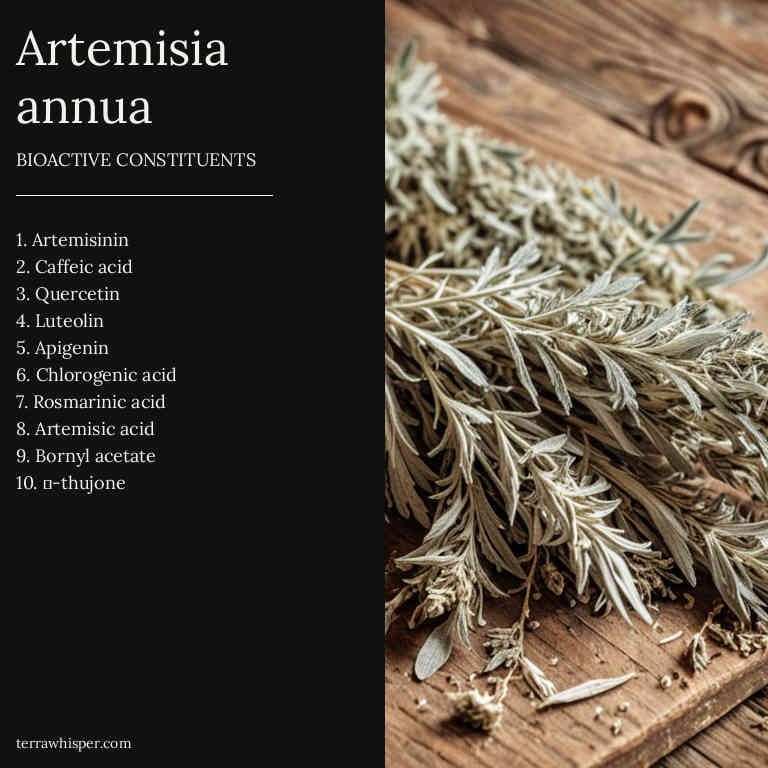 Artemisia
annua
BIOACTIVE CONSTITUENTS
1. Artemisinin
2. Caffeic acid
3. Quercetin
4. Luteolin
5. Apigenin
6. Chlorogenic acid
7. Rosmarinic acid
8. Artemisic acid
9. Bornyl acetate
10. □-thujone
terrawhisper.com